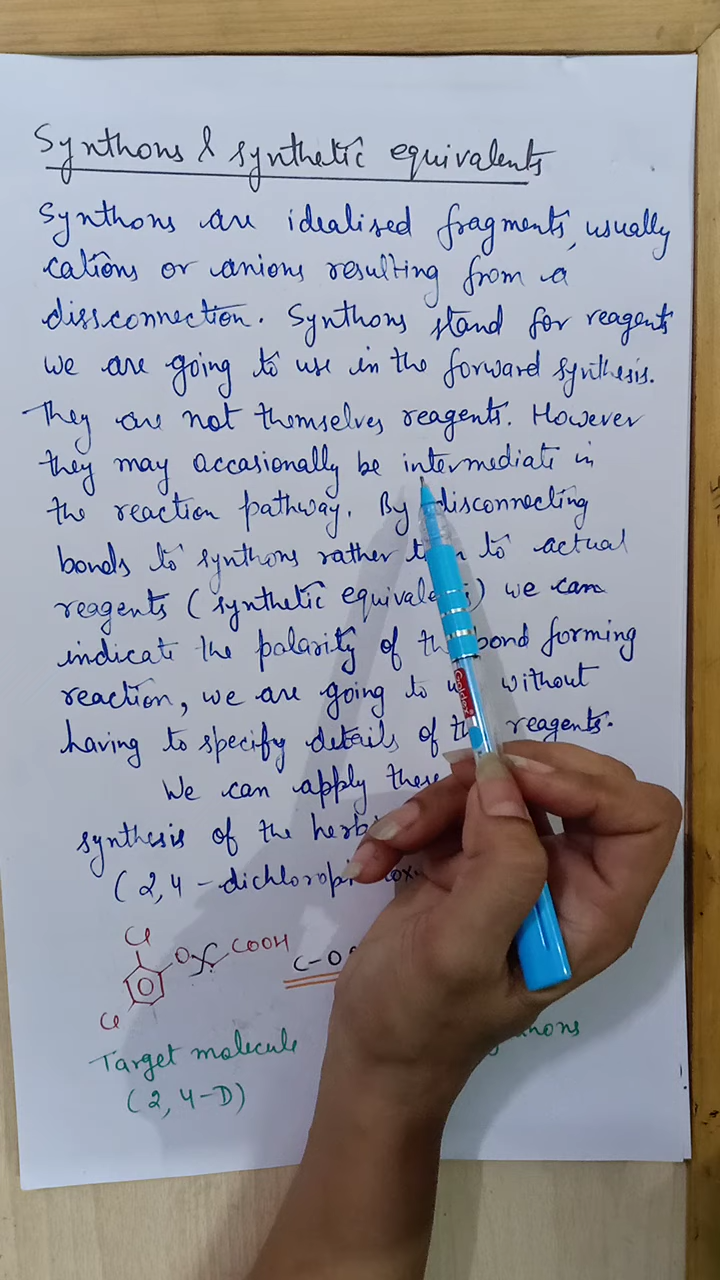 Synthons & synthetic equivalents
Synthons are idealised fragments, usually
cations or anions resulting from a
dissconnection. Synthons stand for reagents
we are going to use in the forward synthesis.
They are not themselves reagents. However
they may accasionally be intermediate in
the reaction pathway. By disconnecting
bonds to synthons rather to actual
reagents (synthetic equivale ) we can
indicate the polarity of bond forming
reaction, we are going to without
having to specify details of reagents.
We can apply these
synthesis of the
(2,4-dichloro
Cl
O COOH
C-O
Cl
Target molecule
(2,4-D)
Goldex